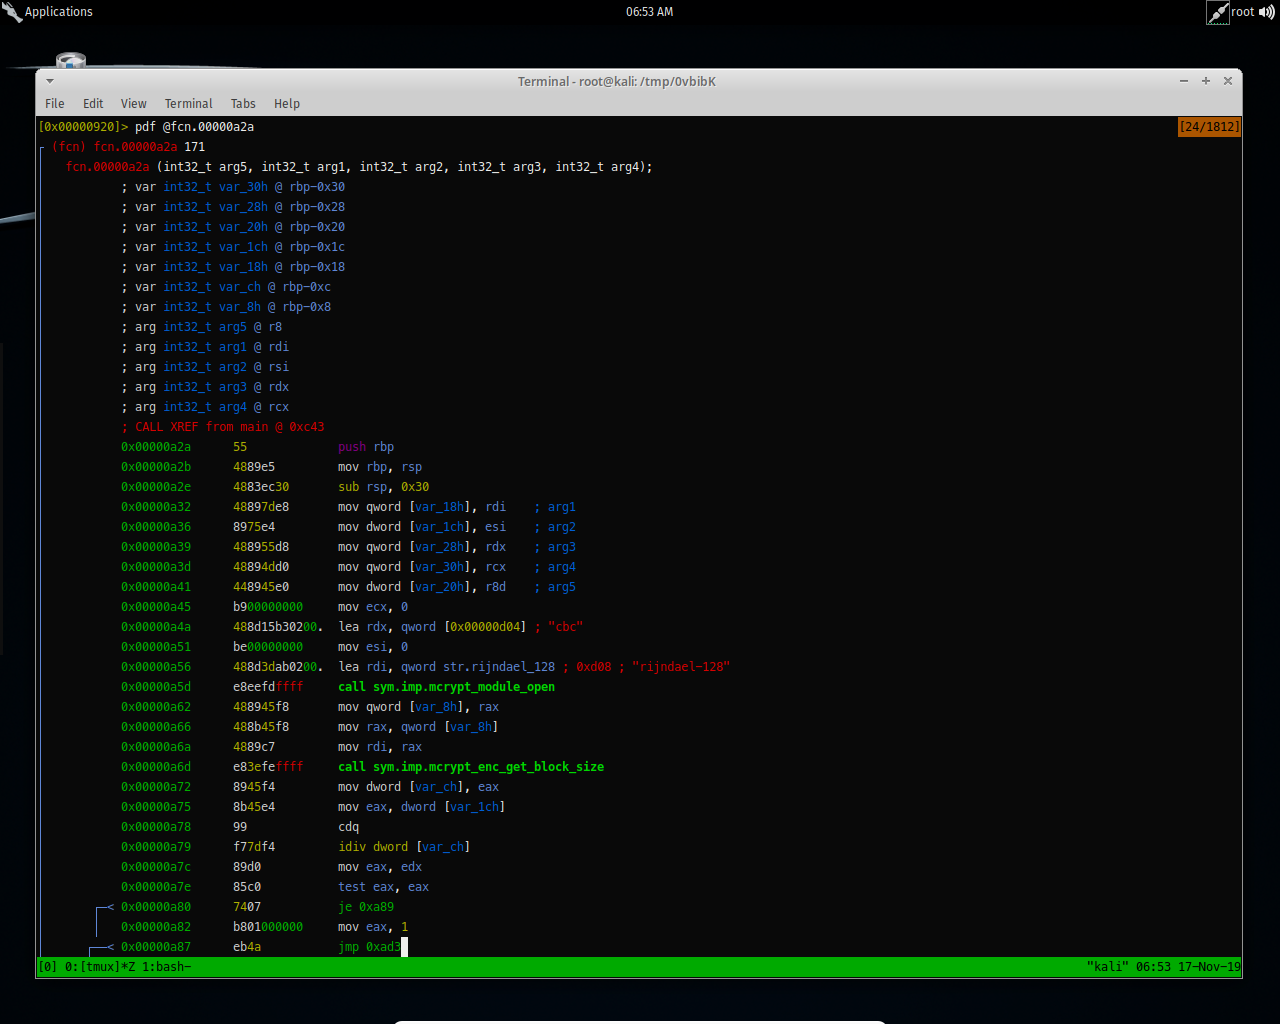 Applications 06:53 AM root
Terminal - root@kali: /tmp/0vbibK
File Edit View Terminal Tabs Help
[0x00000920]> pdf @fcn.00000a2a [24/1812]
(fcn) fcn.00000a2a 171
fcn.00000a2a (int32_t arg5, int32_t arg1, int32_t arg2, int32_t arg3, int32_t arg4);
; var int32_t var_30h @ rbp-0x30
; var int32_t var_28h @ rbp-0x28
; var int32_t var_20h @ rbp-0x20
; var int32_t var_1ch @ rbp-0x1c
; var int32_t var_18h @ rbp-0x18
; var int32_t var_ch @ rbp-0xc
; var int32_t var_8h @ rbp-0x8
; arg int32_t arg5 @ r8
; arg int32_t arg1 @ rdi
; arg int32_t arg2 @ rsi
; arg int32_t arg3 @ rdx
; arg int32_t arg4 @ rcx
; CALL XREF from main @ 0xc43
0x00000a2a 55 push rbp
0x00000a2b 4889e5 mov rbp, rsp
0x00000a2e 4883ec30 sub rsp, 0x30
0x00000a32 48897de8 mov qword [var_18h], rdi ; arg1
0x00000a36 8975e4 mov dword [var_1ch], esi ; arg2
0x00000a39 488955d8 mov qword [var_28h], rdx ; arg3
0x00000a3d 48894dd0 mov qword [var_30h], rcx ; arg4
0x00000a41 448945e0 mov dword [var_20h], r8d ; arg5
0x00000a45 b900000000 mov ecx, 0
0x00000a4a 488d15b30200. lea rdx, qword [0x00000d04] ; "cbc"
0x00000a51 be00000000 mov esi, 0
0x00000a56 488d3dab0200. lea rdi, qword str.rijndael_128 ; 0xd08 ; "rijndael-128"
0x00000a5d e8eefdffff call sym.imp.mcrypt_module_open
0x00000a62 488945f8 mov qword [var_8h], rax
0x00000a66 488b45f8 mov rax, qword [var_8h]
0x00000a6a 4889c7 mov rdi, rax
0x00000a6d e83efeffff call sym.imp.mcrypt_enc_get_block_size
0x00000a72 8945f4 mov dword [var_ch], eax
0x00000a75 8b45e4 mov eax, dword [var_1ch]
0x00000a78 99 cdq
0x00000a79 f77df4 idiv dword [var_ch]
0x00000a7c 89d0 mov eax, edx
0x00000a7e 85c0 test eax, eax
< 0x00000a80 7407 je 0xa89
0x00000a82 b801000000 mov eax, 1
< 0x00000a87 eb4a jmp 0xad3
[0] 0:[tmux]*Z 1:bash- "kali" 06:53 17-Nov-19